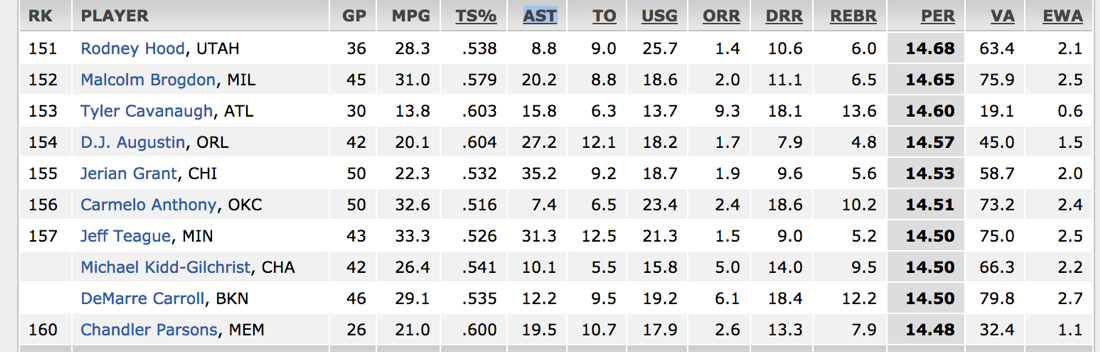 RK PLAYER GP MPG TS% AST TO USG ORR DRR REBR PER VA EWA
151 Rodney Hood, UTAH 36 28.3 .538 8.8 9.0 25.7 1.4 10.6 6.0 14.68 63.4 2.1
152 Malcolm Brogdon, MIL 45 31.0 .579 20.2 8.8 18.6 2.0 11.1 6.5 14.65 75.9 2.5
153 Tyler Cavanaugh, ATL 30 13.8 .603 15.8 6.3 13.7 9.3 18.1 13.6 14.60 19.1 0.6
154 D.J. Augustin, ORL 42 20.1 .604 27.2 12.1 18.2 1.7 7.9 4.8 14.57 45.0 1.5
155 Jerian Grant, CHI 50 22.3 .532 35.2 9.2 18.7 1.9 9.6 5.6 14.53 58.7 2.0
156 Carmelo Anthony, OKC 50 32.6 .516 7.4 6.5 23.4 2.4 18.6 10.2 14.51 73.2 2.4
157 Jeff Teague, MIN 43 33.3 .526 31.3 12.5 21.3 1.5 9.0 5.2 14.50 75.0 2.5
Michael Kidd-Gilchrist, CHA 42 26.4 .541 10.1 5.5 15.8 5.0 14.0 9.5 14.50 66.3 2.2
DeMarre Carroll, BKN 46 29.1 .535 12.2 9.5 19.2 6.1 18.4 12.2 14.50 79.8 2.7
160 Chandler Parsons, MEM 26 21.0 .600 19.5 10.7 17.9 2.6 13.3 7.9 14.48 32.4 1.1